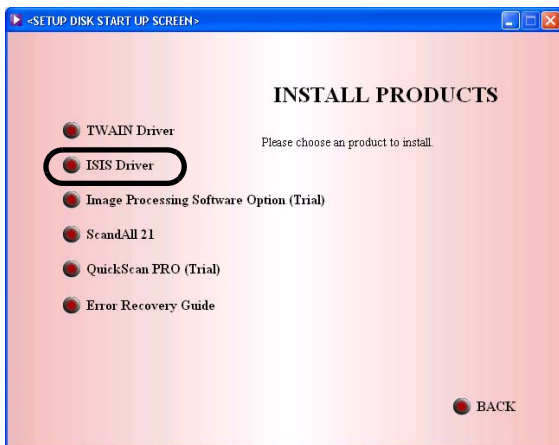 <SETUP DISK START UP SCREEN>
INSTALL PRODUCTS
Please choose an product to install.
TWAIN Driver
ISIS Driver
Image Processing Software Option (Trial)
ScandAll 21
QuickScan PRO (Trial)
Error Recovery Guide
BACK